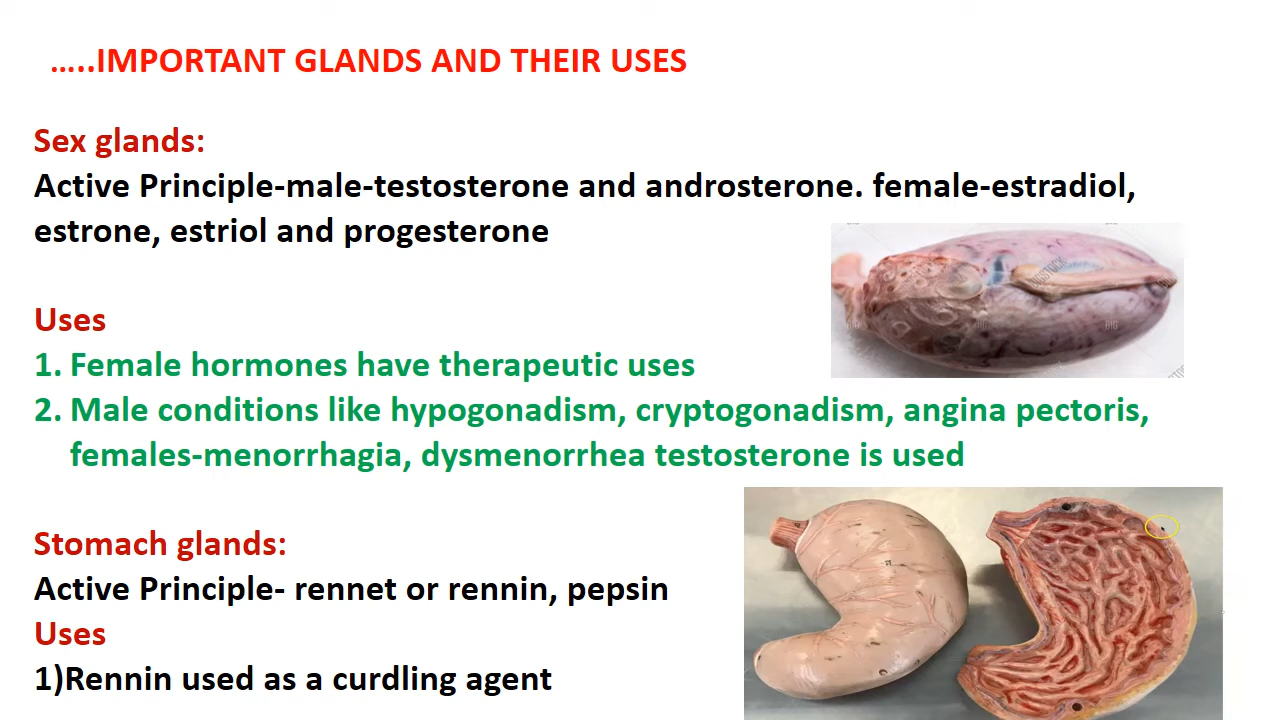 .....IMPORTANT GLANDS AND THEIR USES
Sex glands:
Active Principle-male-testosterone and androsterone. female-estradiol,
estrone, estriol and progesterone
Uses
1. Female hormones have therapeutic uses
2. Male conditions like hypogonadism, cryptogonadism, angina pectoris,
females-menorrhagia, dysmenorrhea testosterone is used
Stomach glands:
Active Principle- rennet or rennin, pepsin
Uses
1)Rennin used as a curdling agent